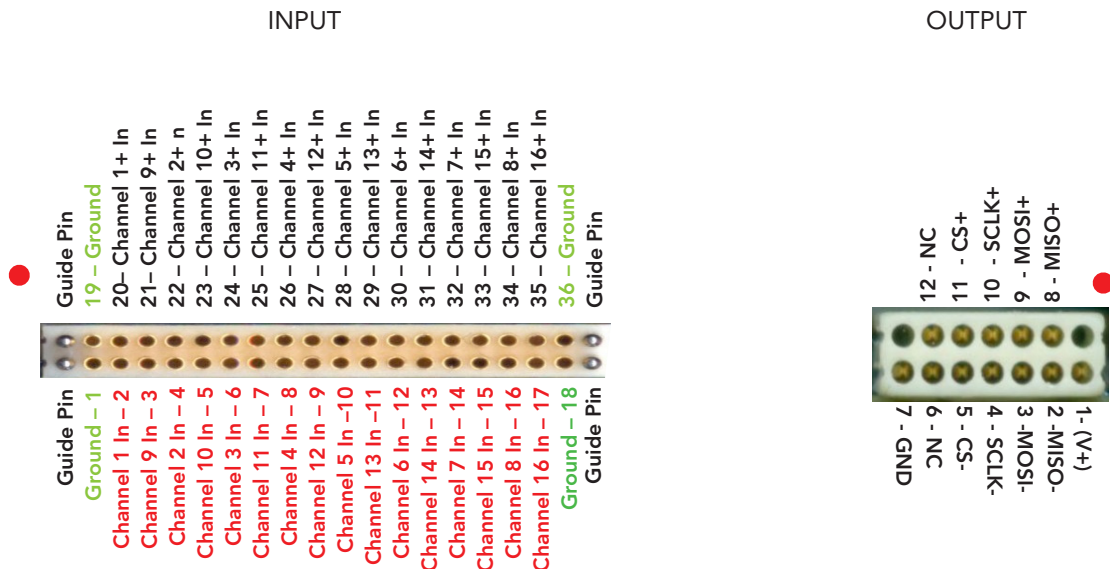 INPUT
OUTPUT
Guide Pin
19 – Ground
20– Channel 1+ In
21– Channel 9+ In
22 – Channel 2+ n
23 – Channel 10+ In
24 – Channel 3+ In
25 – Channel 11+ In
26 – Channel 4+ In
27 – Channel 12+ In
28 – Channel 5+ In
29 – Channel 13+ In
30 – Channel 6+ In
31 – Channel 14+ In
32 – Channel 7+ In
33 – Channel 15+ In
34 – Channel 8+ In
35 – Channel 16+ In
36 – Ground
Guide Pin
Guide Pin
Ground – 1
Channel 1 In – 2
Channel 9 In – 3
Channel 2 In – 4
Channel 10 In – 5
Channel 3 In – 6
Channel 11 In – 7
Channel 4 In – 8
Channel 12 In – 9
Channel 5 In –10
Channel 13 In –11
Channel 6 In – 12
Channel 14 In – 13
Channel 7 In – 14
Channel 15 In – 15
Channel 8 In – 16
Channel 16 In – 17
Ground – 18
Guide Pin
12 - NC
11 - CS+
10 - SCLK+
9 - MOSI+
8 - MISO+
7 - GND
6 - NC
5 - CS-
4 - SCLK-
3 -MOSI-
2 -MISO-
1- (V+)